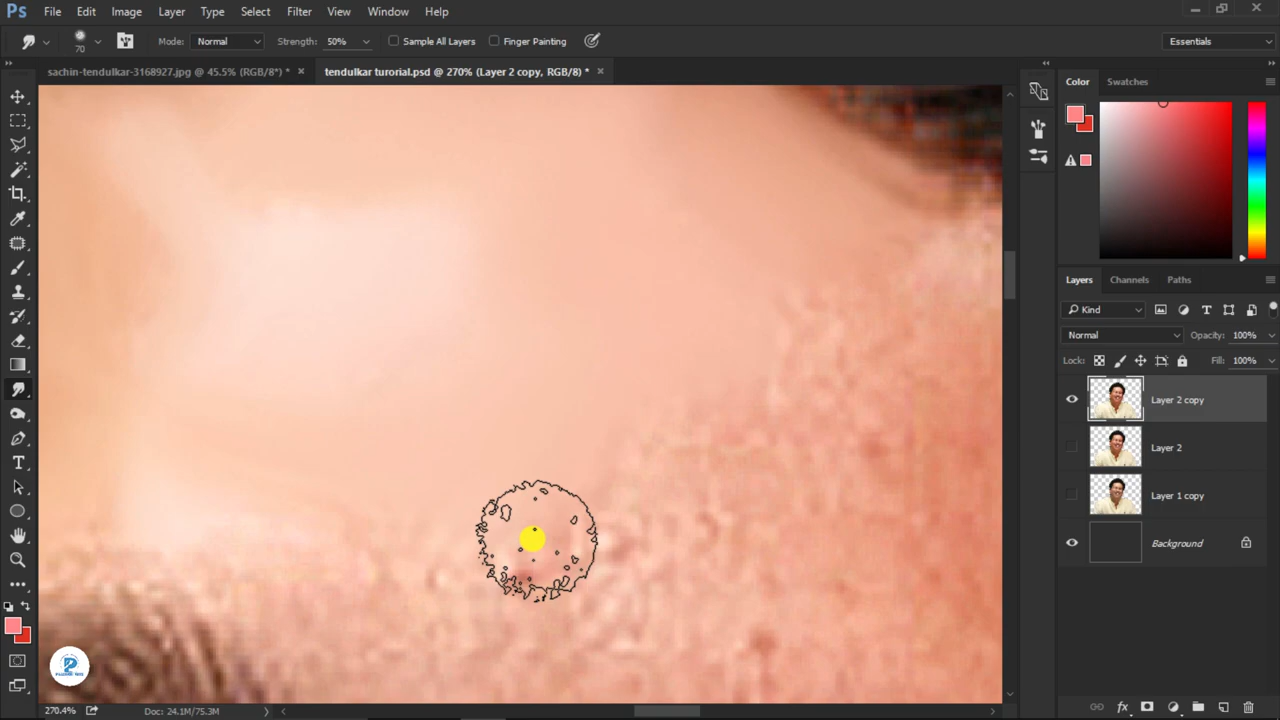 Ps File Edit Image Layer Type Select Filter View Window Help
70 Mode: Normal Strength: 50% Sample All Layers Finger Painting Essentials
sachin-tendulkar-3168927.jpg @ 45.5% (RGB/8*) * × tendulkar turorial.psd @ 270% (Layer 2 copy, RGB/8) * ×
Color Swatches
Layers Channels Paths
Kind
Normal Opacity: 100%
Lock: Fill: 100%
Layer 2 copy
Layer 2
Layer 1 copy
Background
270.4% Doc: 24.1M/75.3M